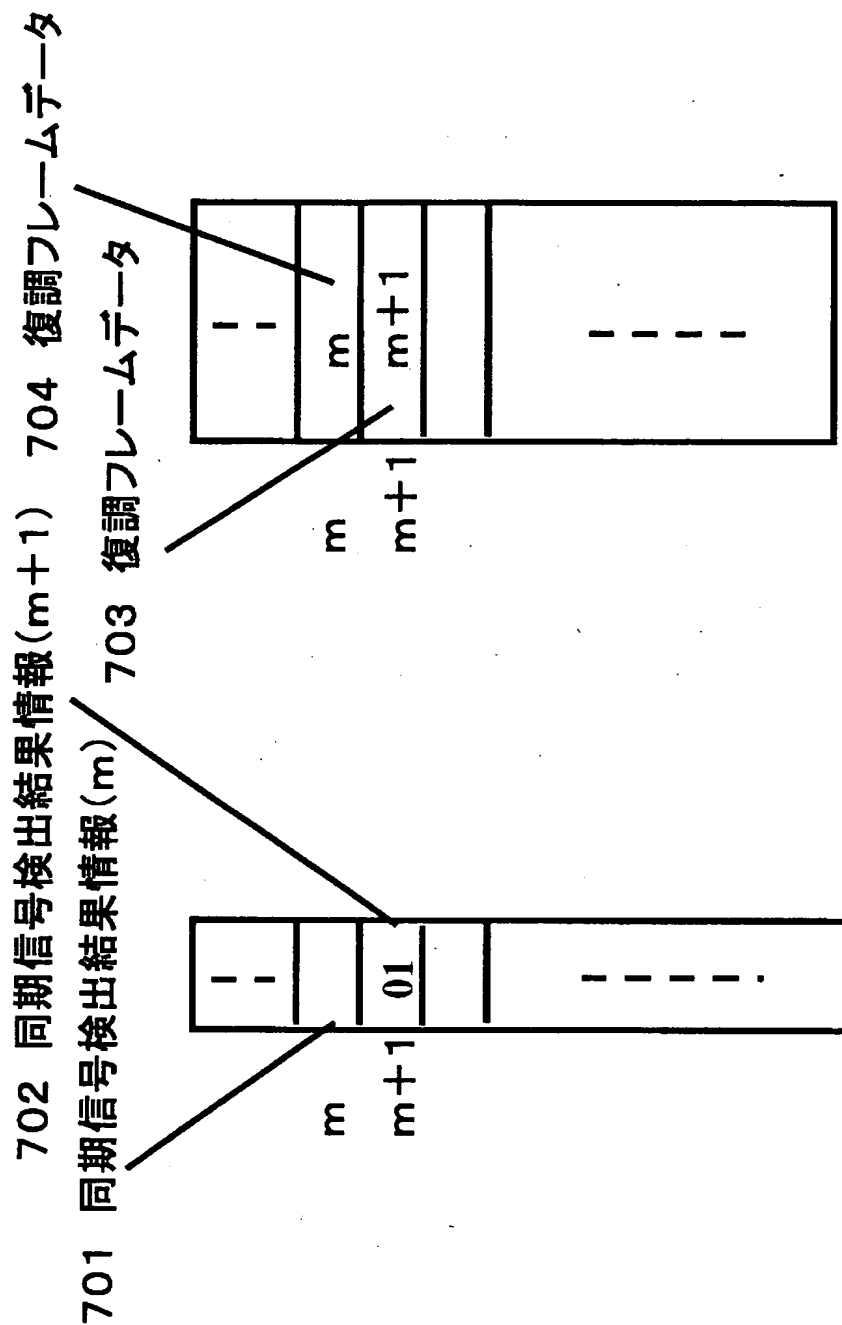 702 同期信号検出結果情報(m+1)
701 同期信号検出結果情報(m)
704 復調フレームデータ
703 復調フレームデータ
m
m+1
01
m
m+1
m
m+1